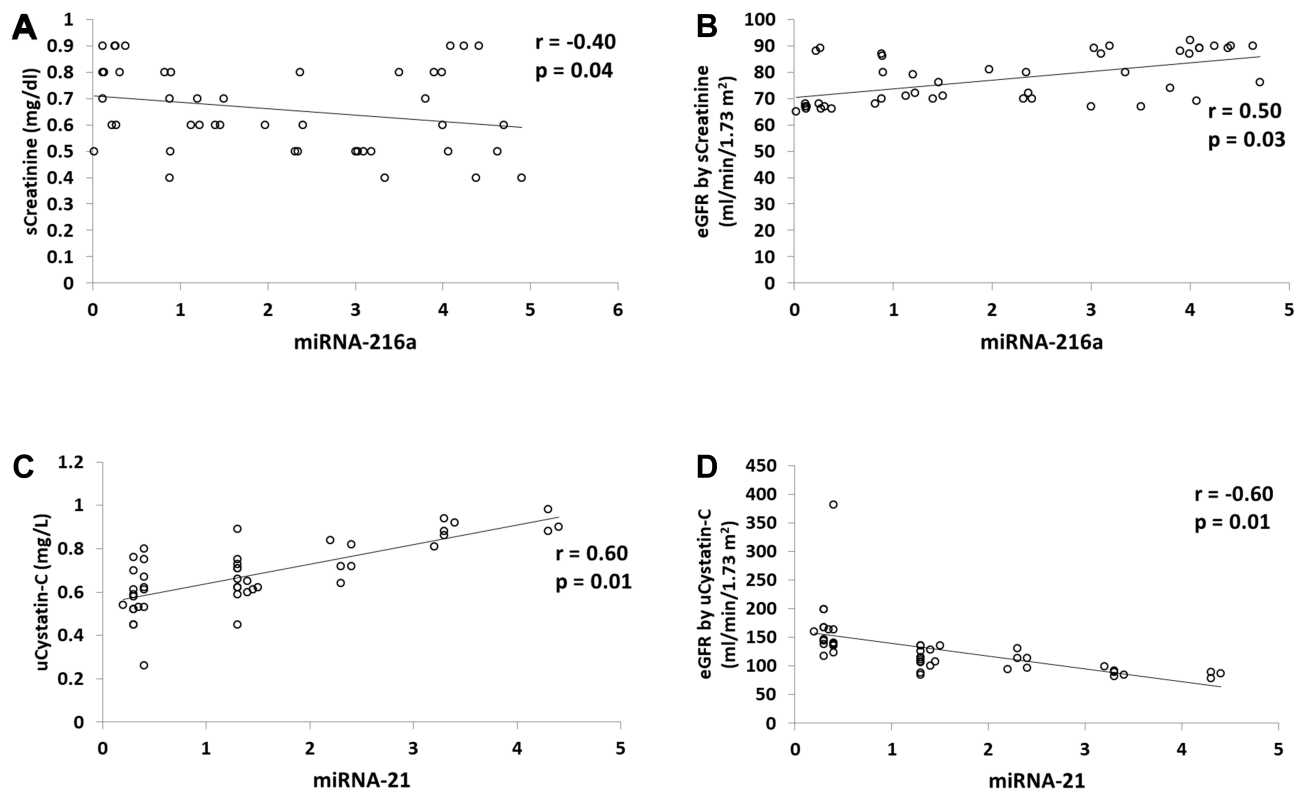 A
sCreatinine (mg/dl)
1
0.9
0.8
0.7
0.6
0.5
0.4
0.3
0.2
0.1
0
0 1 2 3 4 5 6
miRNA-216a
r = -0.40
p = 0.04
B
eGFR by sCreatinine
(ml/min/1.73 m²)
100
90
80
70
60
50
40
30
20
10
0
0 1 2 3 4 5
miRNA-216a
r = 0.50
p = 0.03
C
uCystatin-C (mg/L)
1.2
1
0.8
0.6
0.4
0.2
0
0 1 2 3 4 5
miRNA-21
r = 0.60
p = 0.01
D
eGFR by uCystatin-C
(ml/min/1.73 m²)
450
400
350
300
250
200
150
100
50
0
0 1 2 3 4 5
miRNA-21
r = -0.60
p = 0.01